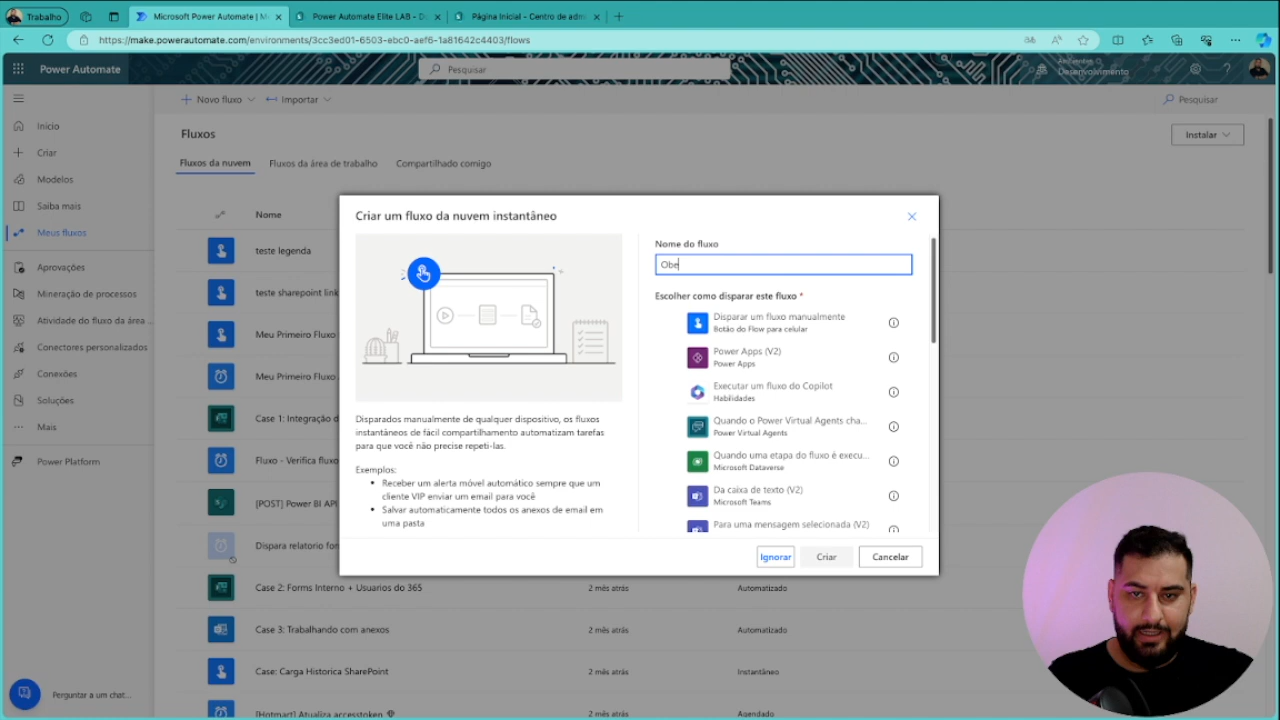 Trabalho
Microsoft Power Automate | M
Power Automate Elite LAB - D
Página Inicial - Centro de adm
https://make.powerautomate.com/environments/3cc3ed01-6503-ebc0-aef6-1a81642c4403/flows
Power Automate
Pesquisar
Ambientes
Desenvolvimento
Novo fluxo
Importar
Pesquisar
Início
Criar
Modelos
Saiba mais
Meus fluxos
Aprovações
Mineração de processos
Atividade do fluxo da área ...
Conectores personalizados
Conexões
Soluções
Mais
Power Platform
Perguntar a um chat...
Fluxos
Instalar
Fluxos da nuvem
Fluxos da área de trabalho
Compartilhado comigo
Nome
teste legenda
teste sharepoint link
Meu Primeiro Fluxo
Meu Primeiro Fluxo
Case 1: Integração d
Fluxo - Verifica fluxo
[POST] Power BI API
Dispara relatorio for
Case 2: Forms Interno + Usuarios do 365
2 mês atrás
Automatizado
Case 3: Trabalhando com anexos
2 mês atrás
Automatizado
Case: Carga Historica SharePoint
2 mês atrás
Instantâneo
[Hotmart] Atualiza accesstoken
2 mês atrás
Agendado
Criar um fluxo da nuvem instantâneo
Disparados manualmente de qualquer dispositivo, os fluxos
instantâneos de fácil compartilhamento automatizam tarefas
para que você não precise repeti-las.
Exemplos:
Receber um alerta móvel automático sempre que um
cliente VIP enviar um email para você
Salvar automaticamente todos os anexos de email em
uma pasta
Nome do fluxo
Obe
Escolher como disparar este fluxo *
Disparar um fluxo manualmente
Botão do Flow para celular
Power Apps (V2)
Power Apps
Executar um fluxo do Copilot
Habilidades
Quando o Power Virtual Agents cha...
Power Virtual Agents
Quando uma etapa do fluxo é execu...
Microsoft Dataverse
Da caixa de texto (V2)
Microsoft Teams
Para uma mensagem selecionada (V2)
Ignorar
Criar
Cancelar